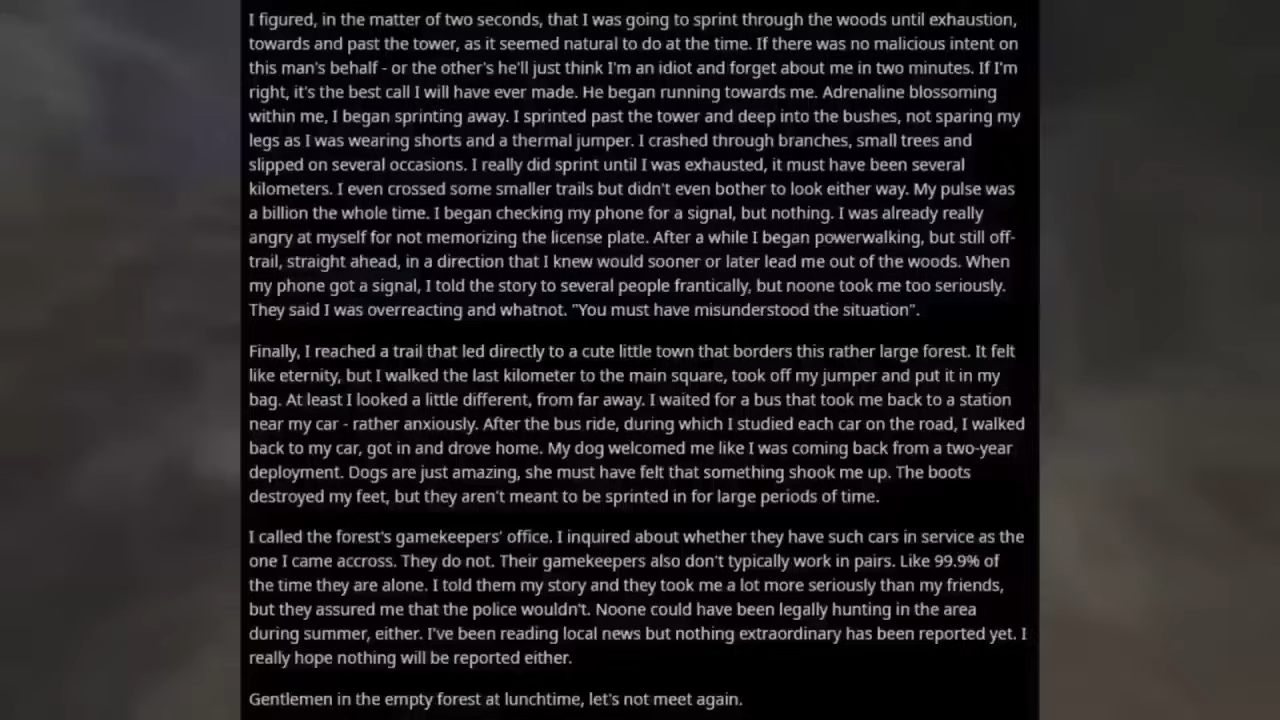 I figured, in the matter of two seconds, that I was going to sprint through the woods until exhaustion,
towards and past the tower, as it seemed natural to do at the time. If there was no malicious intent on
this man's behalf - or the other's he'll just think I'm an idiot and forget about me in two minutes. If I'm
right, it's the best call I will have ever made. He began running towards me. Adrenaline blossoming
within me, I began sprinting away. I sprinted past the tower and deep into the bushes, not sparing my
legs as I was wearing shorts and a thermal jumper. I crashed through branches, small trees and
slipped on several occasions. I really did sprint until I was exhausted, it must have been several
kilometers. I even crossed some smaller trails but didn't even bother to look either way. My pulse was
a billion the whole time. I began checking my phone for a signal, but nothing. I was already really
angry at myself for not memorizing the license plate. After a while I began powerwalking, but still off-
trail, straight ahead, in a direction that I knew would sooner or later lead me out of the woods. When
my phone got a signal, I told the story to several people frantically, but noone took me too seriously.
They said I was overreacting and whatnot. "You must have misunderstood the situation".
Finally, I reached a trail that led directly to a cute little town that borders this rather large forest. It felt
like eternity, but I walked the last kilometer to the main square, took off my jumper and put it in my
bag. At least I looked a little different, from far away. I waited for a bus that took me back to a station
near my car - rather anxiously. After the bus ride, during which I studied each car on the road, I walked
back to my car, got in and drove home. My dog welcomed me like I was coming back from a two-year
deployment. Dogs are just amazing, she must have felt that something shook me up. The boots
destroyed my feet, but they aren't meant to be sprinted in for large periods of time.
I called the forest's gamekeepers' office. I inquired about whether they have such cars in service as the
one I came accross. They do not. Their gamekeepers also don't typically work in pairs. Like 99.9% of
the time they are alone. I told them my story and they took me a lot more seriously than my friends,
but they assured me that the police wouldn't. Noone could have been legally hunting in the area
during summer, either. I've been reading local news but nothing extraordinary has been reported yet. I
really hope nothing will be reported either.
Gentlemen in the empty forest at lunchtime, let's not meet again.